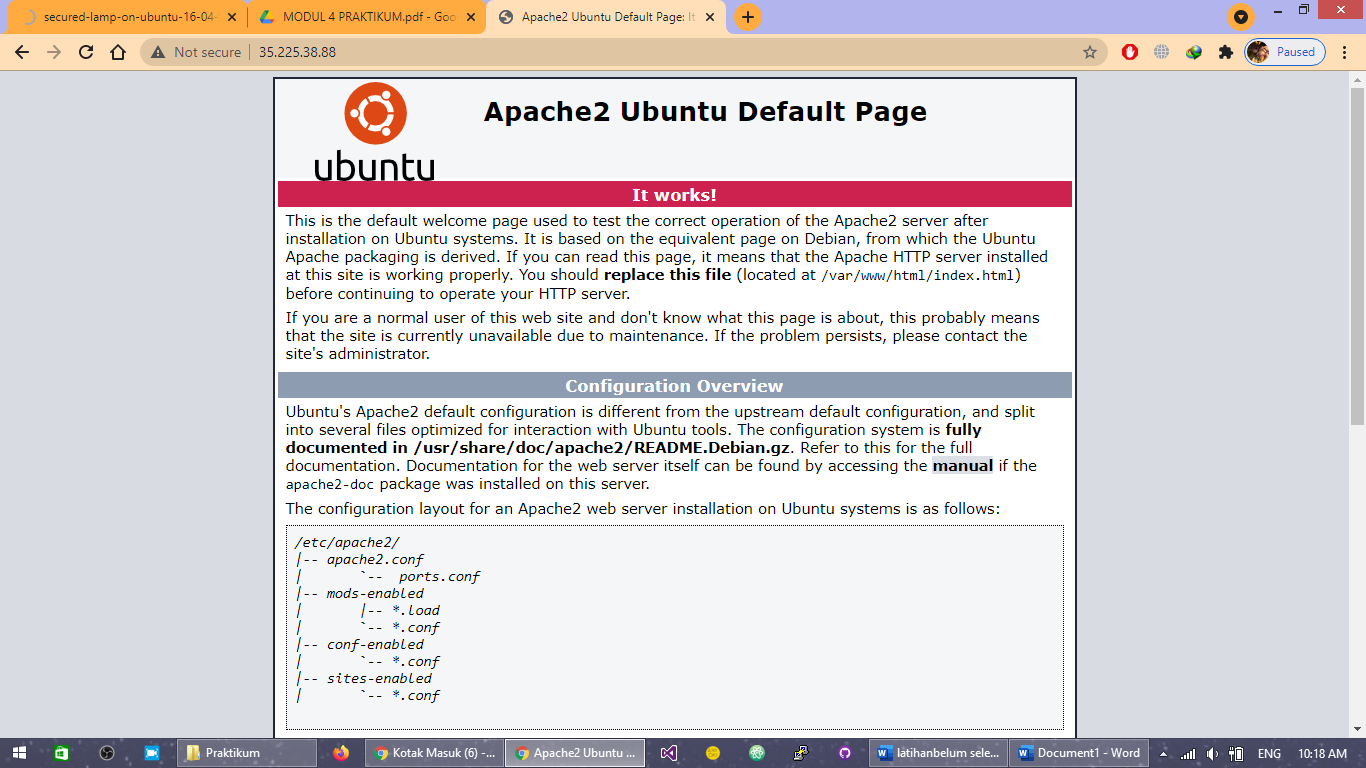 secured-lamp-on-ubuntu-16-04-
MODUL 4 PRAKTIKUM.pdf - Goo
Apache2 Ubuntu Default Page: It
Not secure
35.225.38.88
Paused
ubuntu
Apache2 Ubuntu Default Page
It works!
This is the default welcome page used to test the correct operation of the Apache2 server after
installation on Ubuntu systems. It is based on the equivalent page on Debian, from which the Ubuntu
Apache packaging is derived. If you can read this page, it means that the Apache HTTP server installed
at this site is working properly. You should replace this file (located at /var/www/html/index.html)
before continuing to operate your HTTP server.
If you are a normal user of this web site and don't know what this page is about, this probably means
that the site is currently unavailable due to maintenance. If the problem persists, please contact the
site's administrator.
Configuration Overview
Ubuntu's Apache2 default configuration is different from the upstream default configuration, and split
into several files optimized for interaction with Ubuntu tools. The configuration system is fully
documented in /usr/share/doc/apache2/README.Debian.gz. Refer to this for the full
documentation. Documentation for the web server itself can be found by accessing the manual if the
apache2-doc package was installed on this server.
The configuration layout for an Apache2 web server installation on Ubuntu systems is as follows:
/etc/apache2/
|-- apache2.conf
|       `--  ports.conf
|-- mods-enabled
|       |-- *.load
|       `-- *.conf
|-- conf-enabled
|       `-- *.conf
|-- sites-enabled
|       `-- *.conf
Praktikum
Kotak Masuk (6) -...
Apache2 Ubuntu ...
latihanbelum sele...
Document1 - Word
ENG
10:18 AM